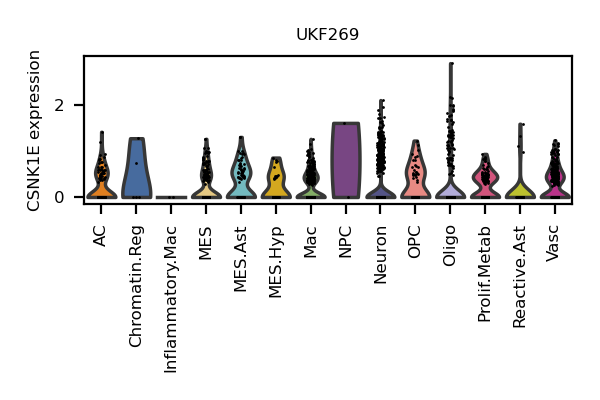 UKF269
CSNK1E expression
2
0
AC
Chromatin.Reg
Inflammatory.Mac
MES
MES.Ast
MES.Hyp
Mac
NPC
Neuron
OPC
Oligo
Prolif.Metab
Reactive.Ast
Vasc